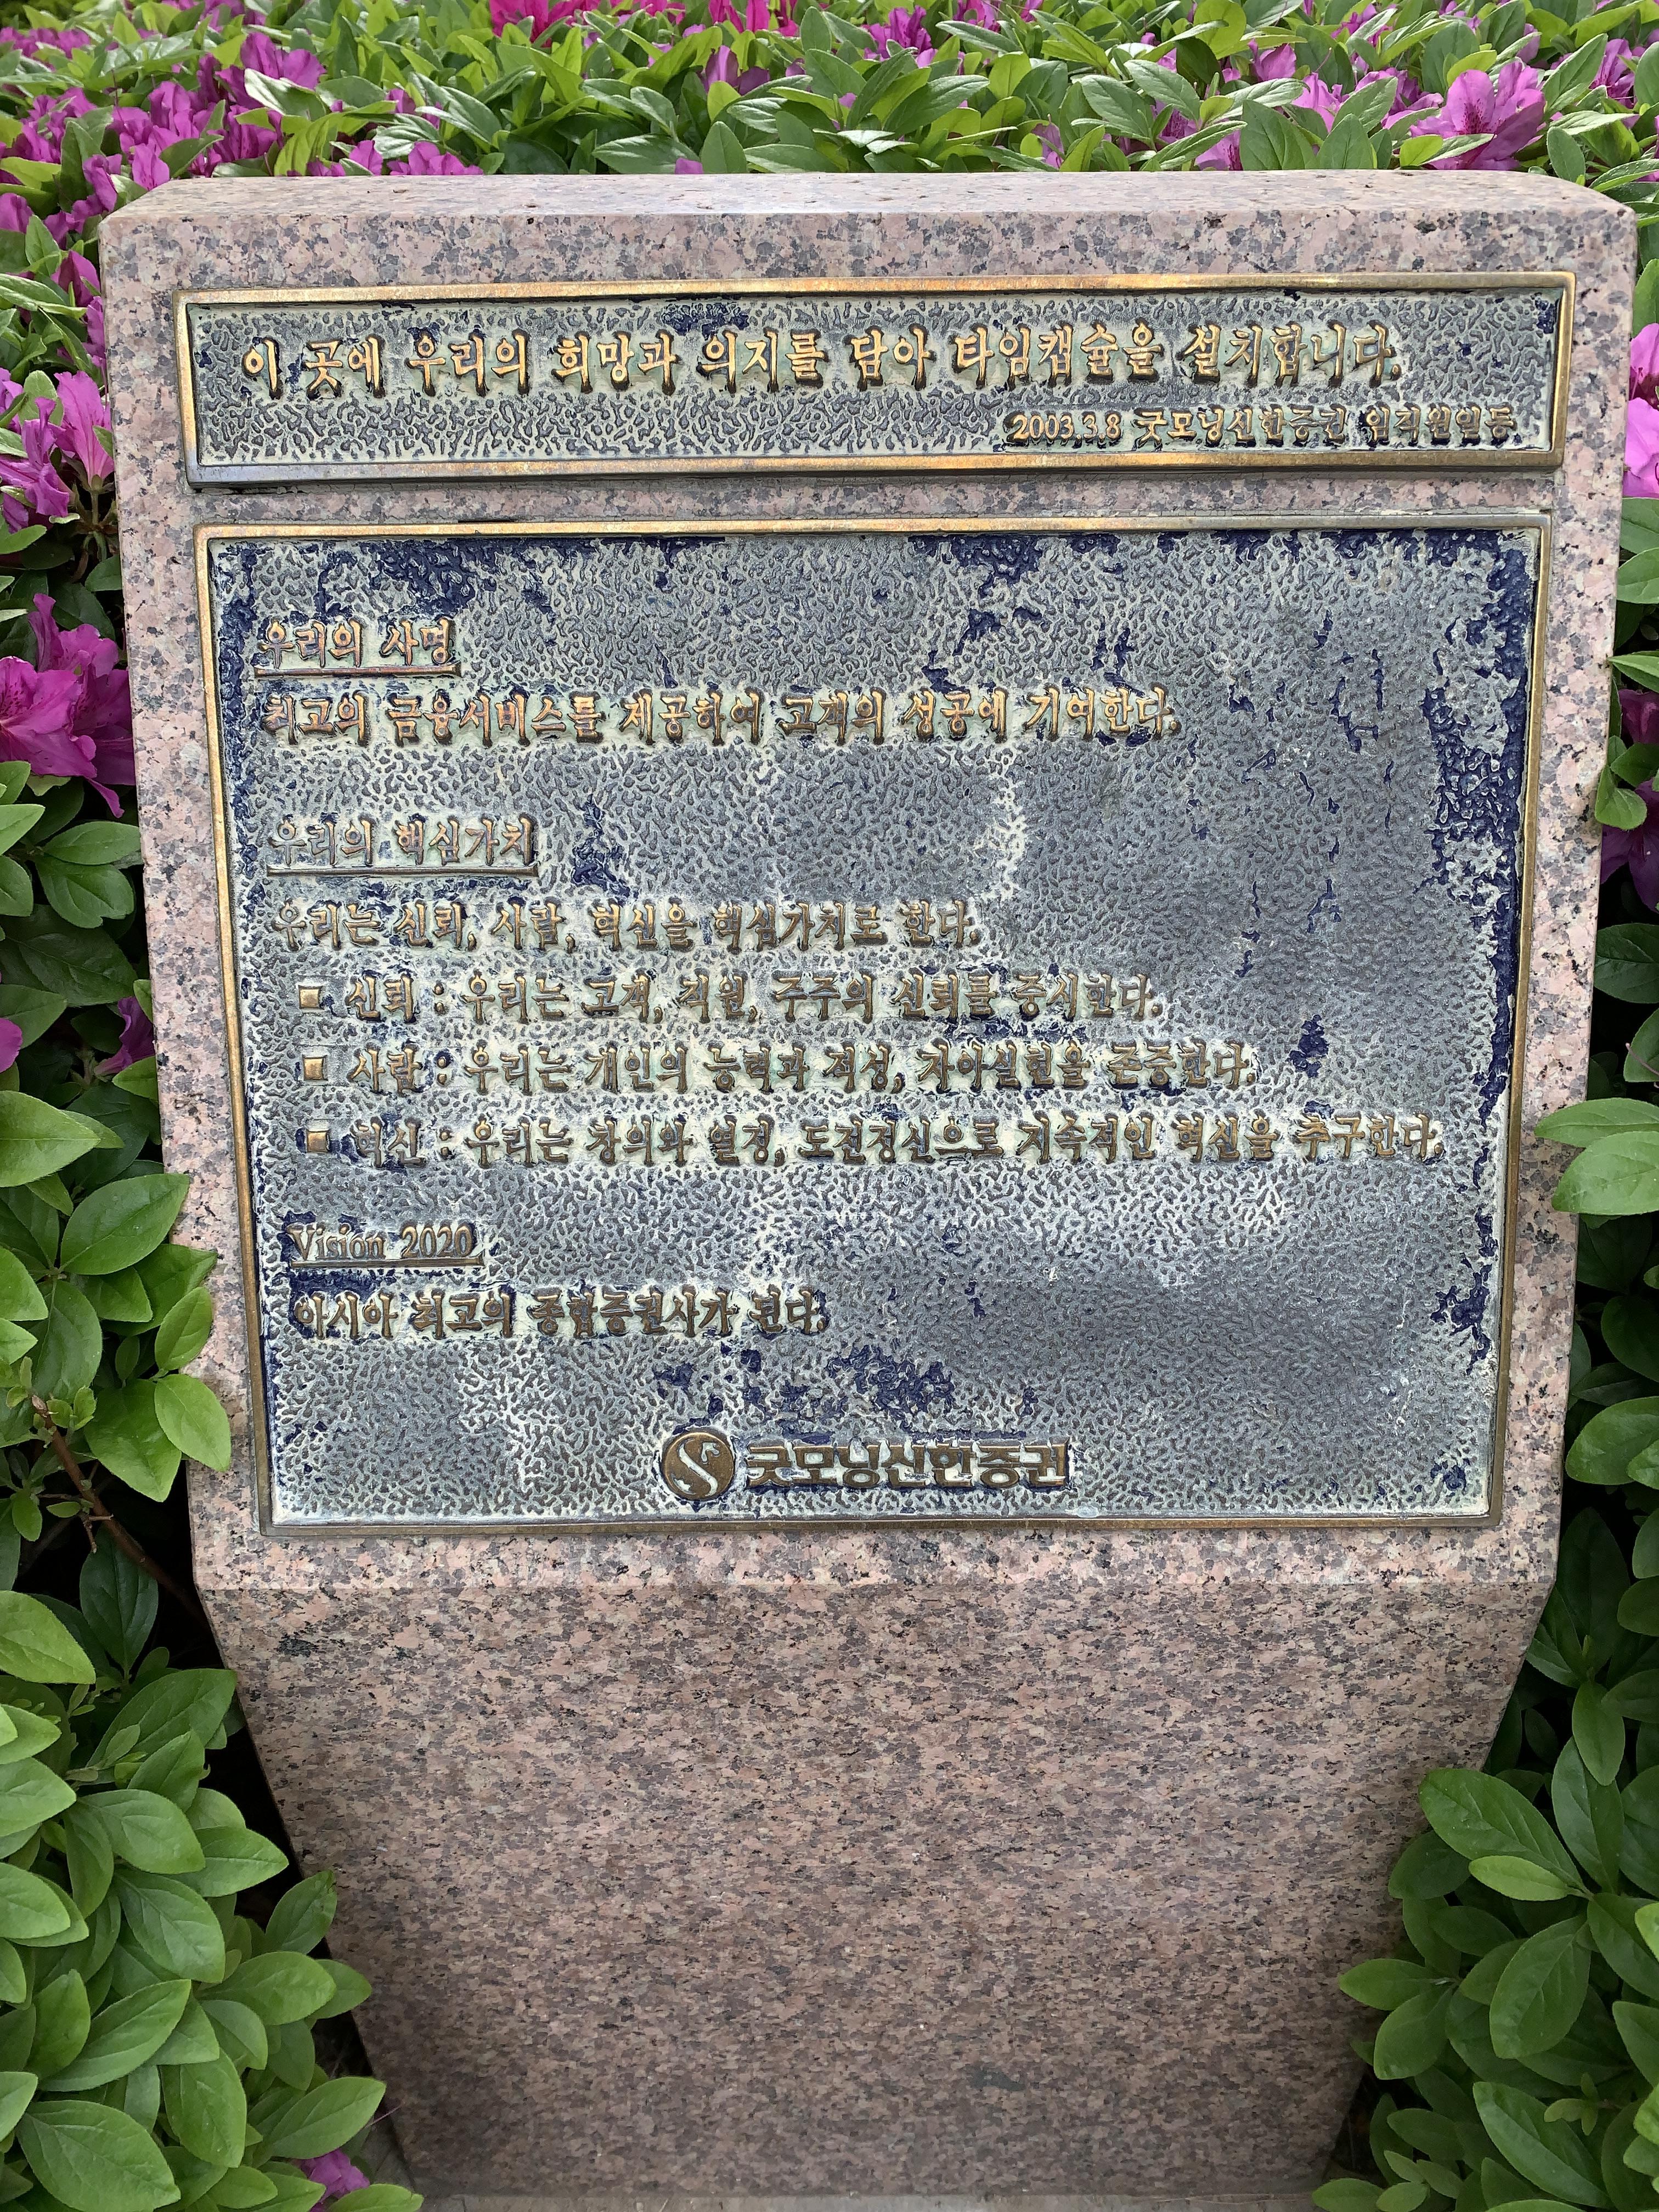 이 곳에 우리의 희망과 의지를 담아 타임캡슐을 설치합니다.
2003.3.8 굿모닝신한증권 임직원일동
우리의 사명
최고의 금융서비스를 제공하여 고객의 성공에 기여한다.
우리의 핵심가치
우리는 신뢰, 사람, 혁신을 핵심가치로 한다.
■ 신뢰 : 우리는 고객, 직원, 주주의 신뢰를 중시한다.
■ 사람 : 우리는 개인의 능력과 적성, 자아실현을 존중한다.
■ 혁신 : 우리는 창의와 열정, 도전정신으로 지속적인 혁신을 추구한다.
Vision 2020
아시아 최고의 종합증권사가 된다.
굿모닝신한증권